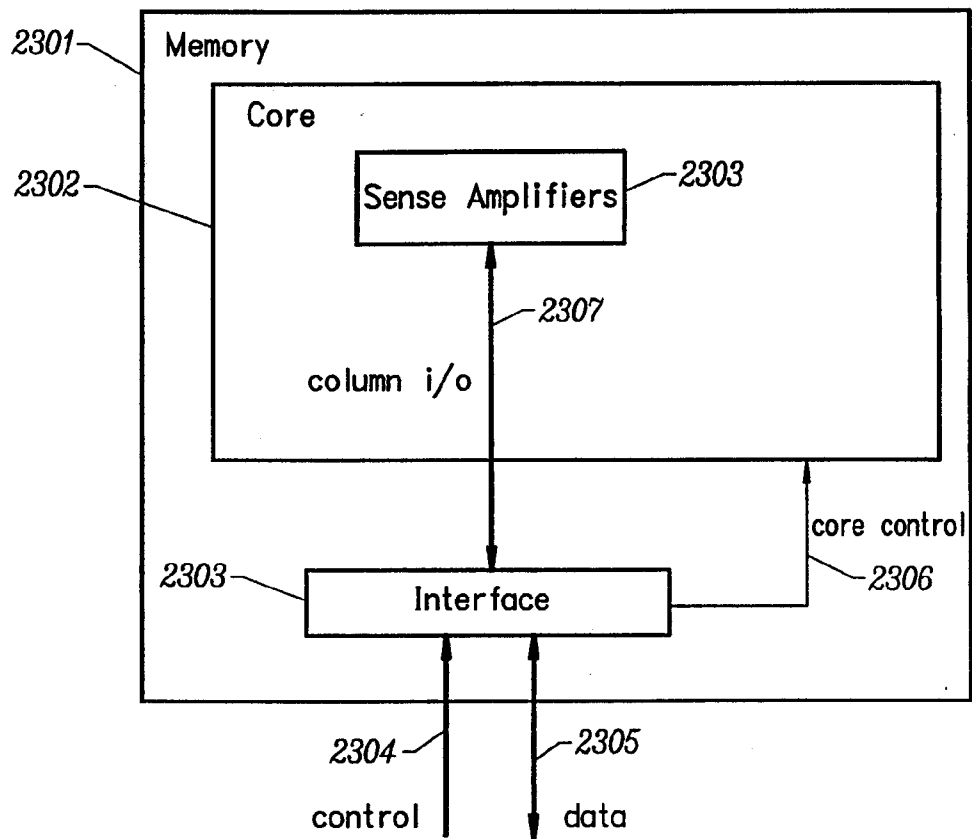 2301
Memory
Core
2302
Sense Amplifiers
2303
2307
column i/o
core control
2303
Interface
2306
2304
2305
control
data